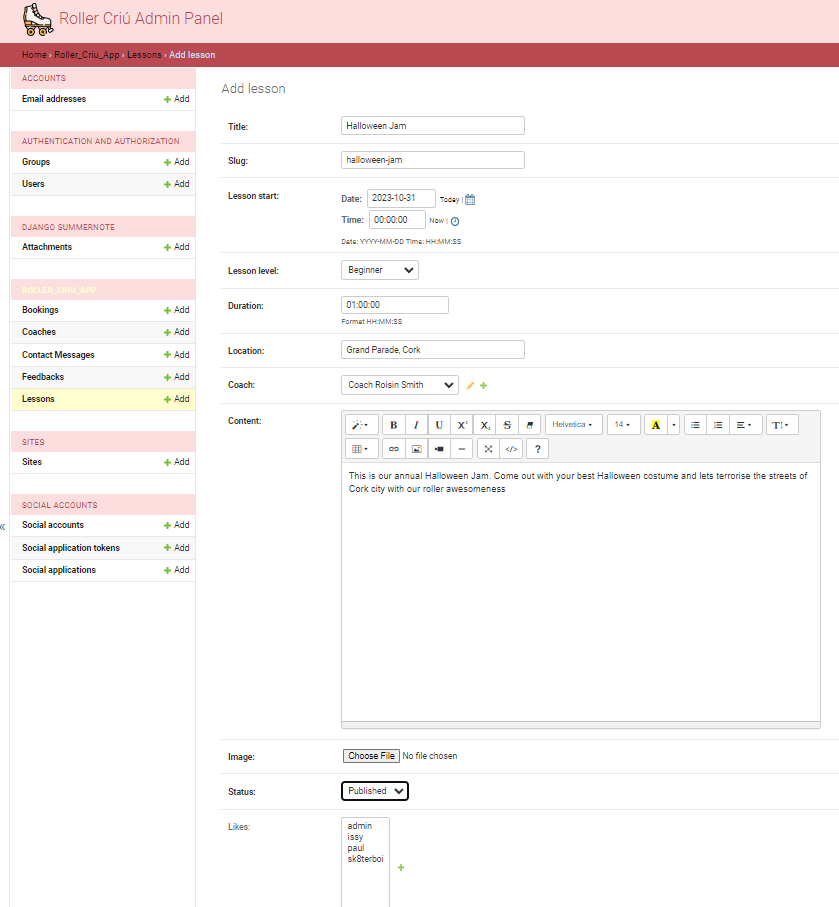 Roller Criú Admin Panel
Home › Roller_Criu_App › Lessons › Add lesson
ACCOUNTS
Email addresses + Add
AUTHENTICATION AND AUTHORIZATION
Groups + Add
Users + Add
DJANGO SUMMERNOTE
Attachments + Add
ROLLER_CRIU_APP
Bookings + Add
Coaches + Add
Contact Messages + Add
Feedbacks + Add
Lessons + Add
SITES
Sites + Add
SOCIAL ACCOUNTS
Social accounts + Add
Social application tokens + Add
Social applications + Add
«
Add lesson
Title: Halloween Jam
Slug: halloween-jam
Lesson start: Date: 2023-10-31 Today |
Time: 00:00:00 Now |
Date: YYYY-MM-DD Time: HH:MM:SS
Lesson level: Beginner
Duration: 01:00:00
Format HH:MM:SS
Location: Grand Parade, Cork
Coach: Coach Roisin Smith
Content:
B I U X² X₂ S Helvetica 14 A T
</> ?
This is our annual Halloween Jam. Come out with your best Halloween costume and lets terrorise the streets of
Cork city with our roller awesomeness
Image: Choose File No file chosen
Status: Published
Likes: admin
issy
paul
sk8terboi